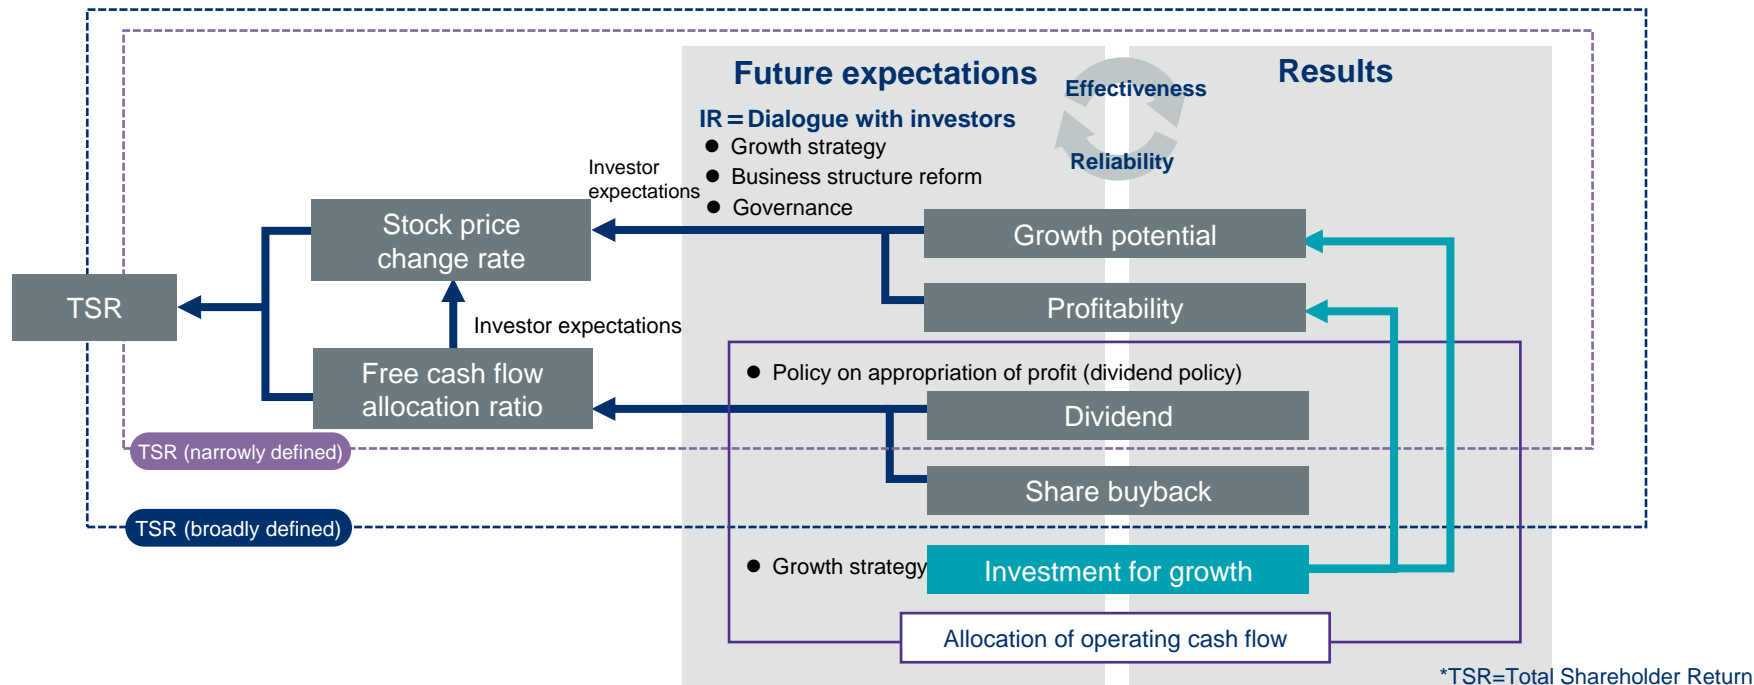 Future expectations
Results
Effectiveness
Reliability
IR＝Dialogue with investors
● Growth strategy
● Business structure reform
● Governance
Investor
expectations
Stock price
change rate
Growth potential
TSR
Profitability
Investor expectations
Free cash flow
allocation ratio
● Policy on appropriation of profit (dividend policy)
Dividend
TSR (narrowly defined)
Share buyback
TSR (broadly defined)
● Growth strategy
Investment for growth
Allocation of operating cash flow
*TSR=Total Shareholder Return